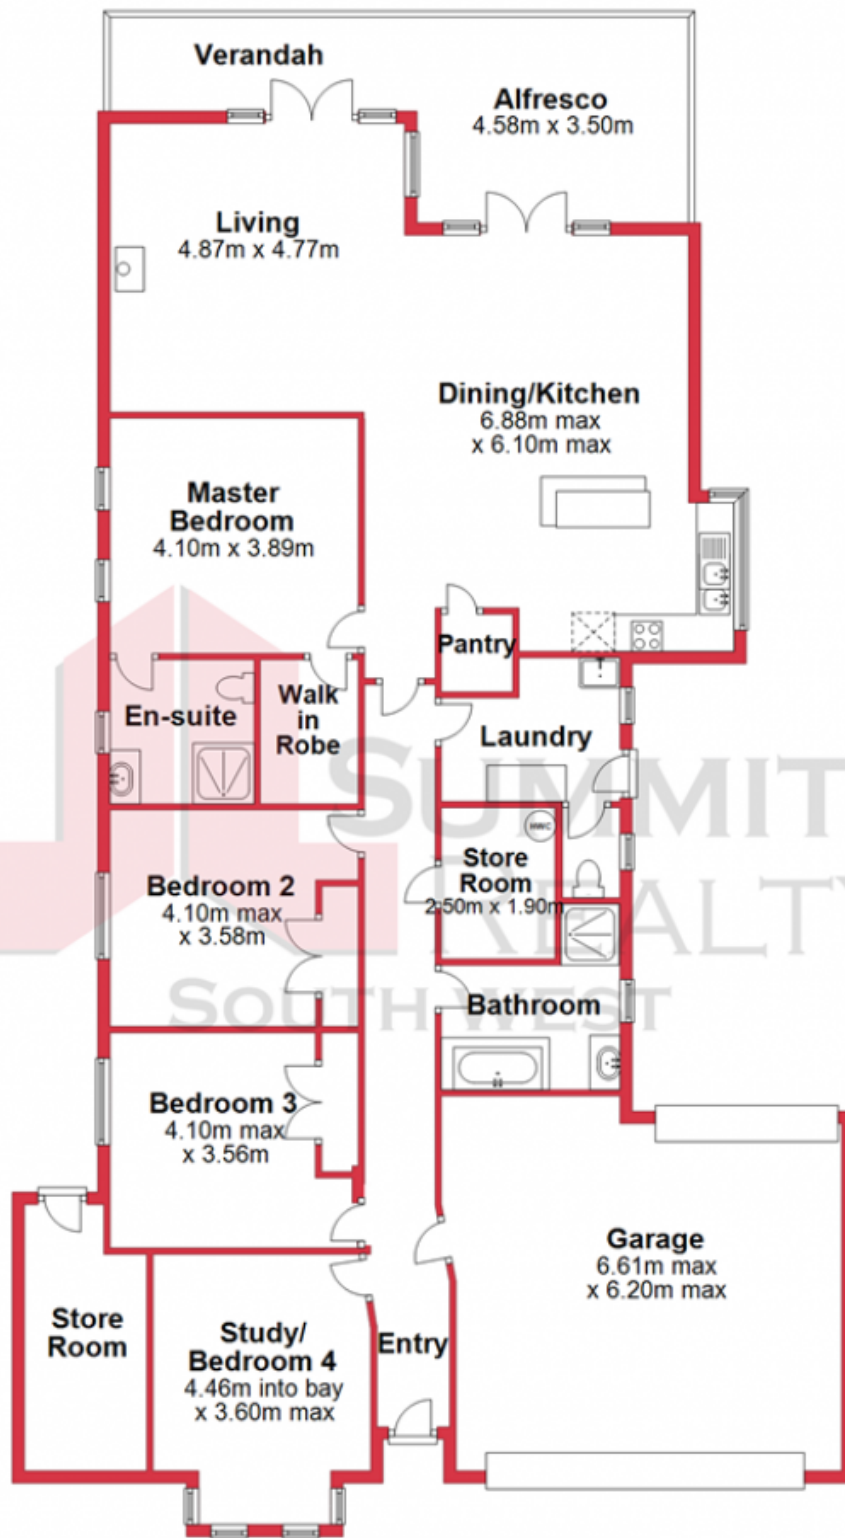 Verandah
Alfresco
4.58m x 3.50m
Living
4.87m x 4.77m
Dining/Kitchen
6.88m max
x 6.10m max
Master
Bedroom
4.10m x 3.89m
Pantry
En-suite
Walk
in
Robe
Laundry
SUMMIT
HWC
Store
Room
2.50m x 1.90m
Bedroom 2
4.10m max
x 3.58m
REALTY
SOUTH WEST
Bathroom
Bedroom 3
4.10m max
x 3.56m
Garage
6.61m max
x 6.20m max
Store
Room
Study/
Bedroom 4
4.46m into bay
x 3.60m max
Entry